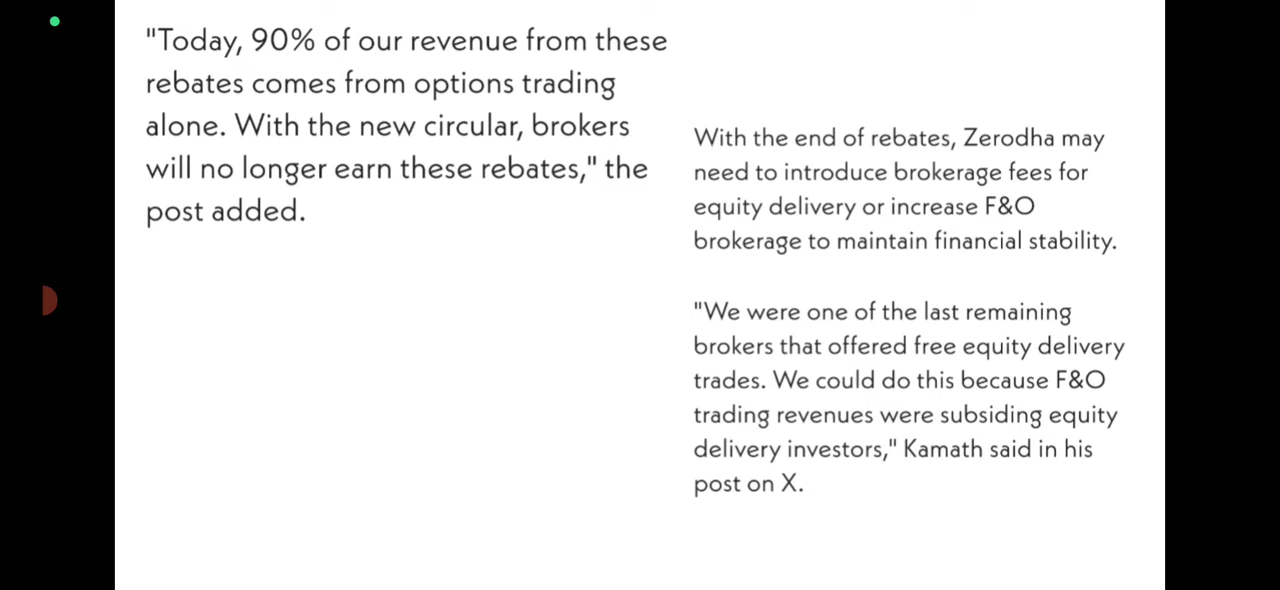 "Today, 90% of our revenue from these
rebates comes from options trading
alone. With the new circular, brokers
will no longer earn these rebates," the
post added.
With the end of rebates, Zerodha may
need to introduce brokerage fees for
equity delivery or increase F&O
brokerage to maintain financial stability.
"We were one of the last remaining
brokers that offered free equity delivery
trades. We could do this because F&O
trading revenues were subsiding equity
delivery investors," Kamath said in his
post on X.